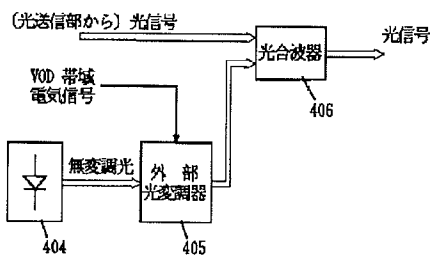 (光送信部から) 光信号
光合波器
光信号
406
VOD 帯域
電気信号
無変調光
外 部
光変調器
404
405